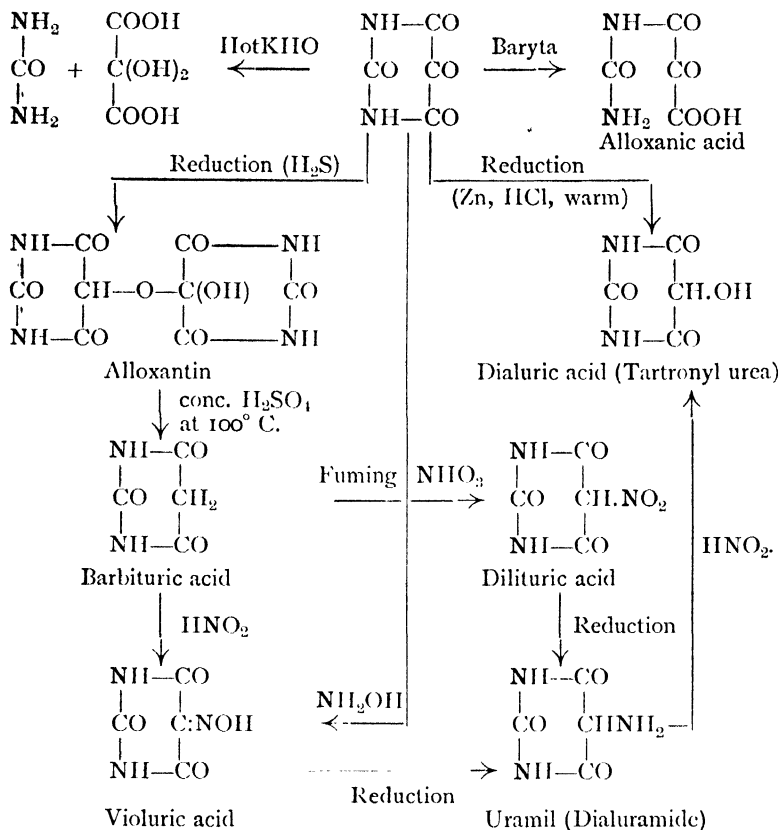 NH₂ COOH NH—CO NH—CO
HotKHO Baryta
CO + C(OH)₂ CO CO CO CO
NH₂ COOH NH—CO NH₂ COOH
Alloxanic acid
Reduction (H₂S) Reduction
(Zn, HCl, warm)
NH—CO CO—NH NH—CO
CO CH—O—C(OH) CO CO CH.OH
NH—CO CO—NH NH—CO
Alloxantin Dialuric acid (Tartronyl urea)
conc. H₂SO₄
at 100° C.
NH—CO NH—CO
Fuming NHO₃
CO CH₂ CO CH.NO₂
NH—CO NH—CO
HNO₂.
Barbituric acid Dilituric acid
HNO₂ Reduction
NH—CO NH—CO
NH₂OH
CO C:NOH CO CHNH₂—
NH—CO NH—CO
Reduction
Violuric acid Uramil (Dialuramide)